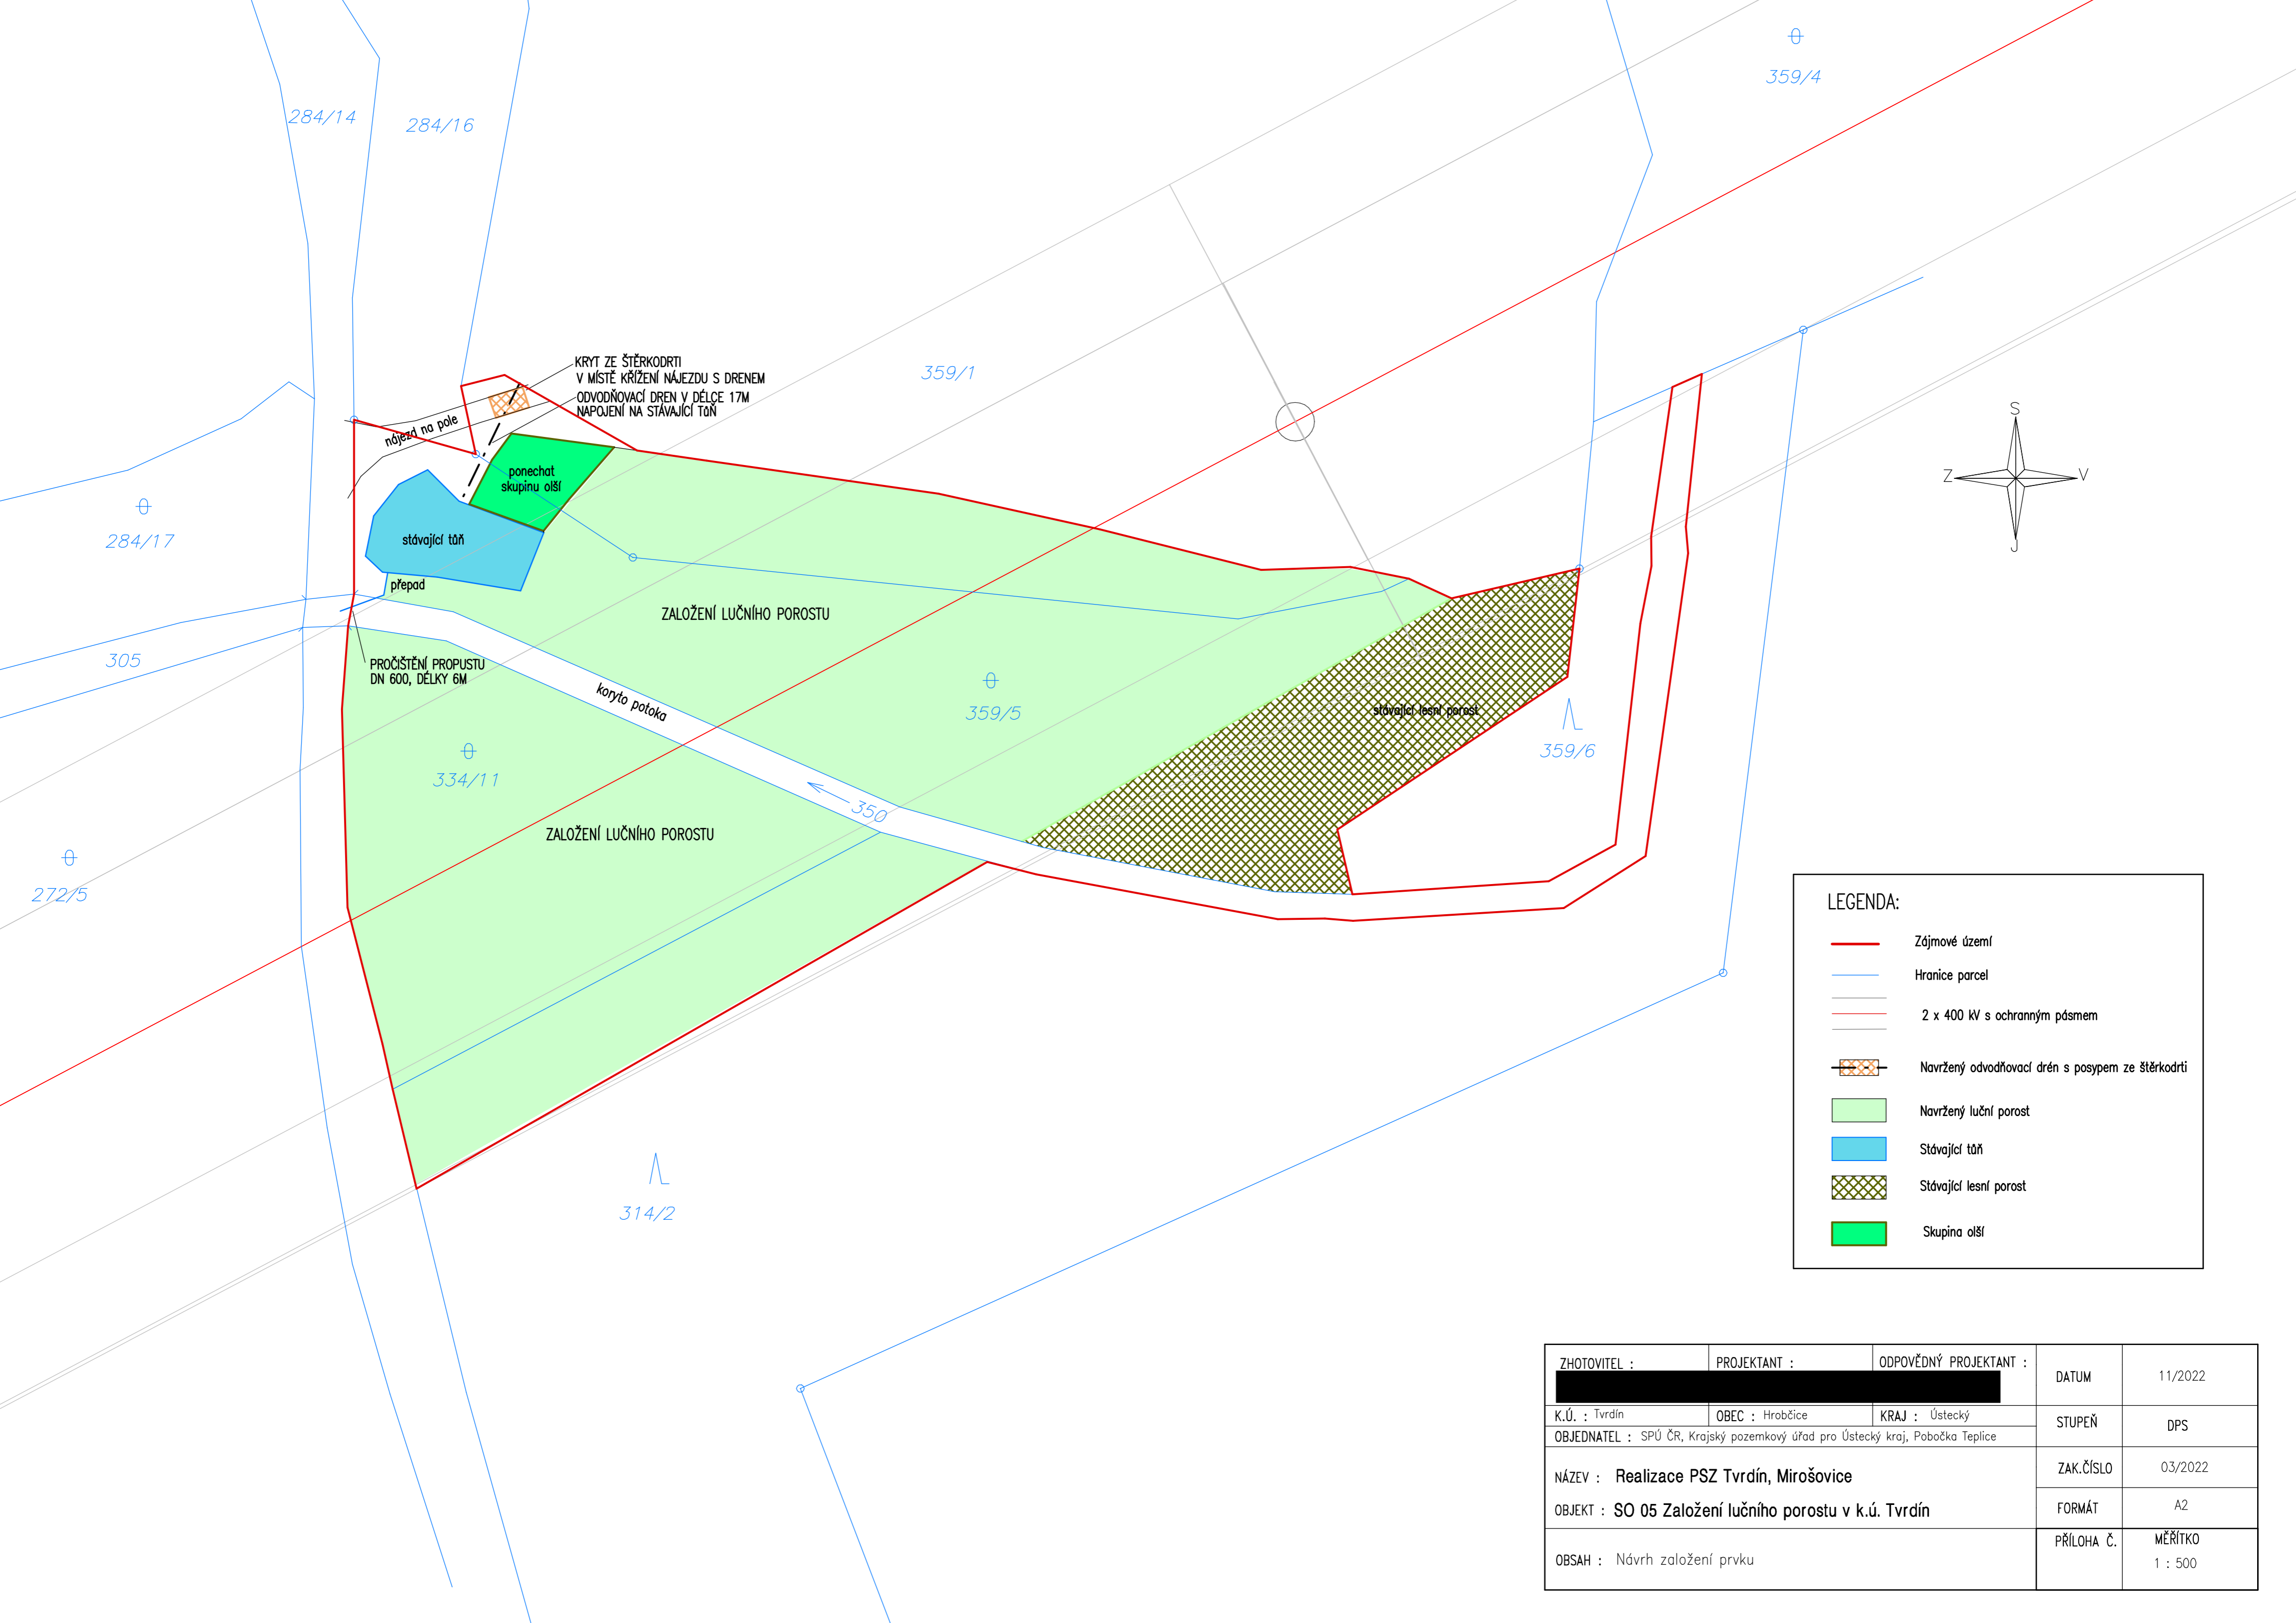 359/4
284/14
284/16
KRYT ZE ŠTĚRKODRTI
V MÍSTĚ KŘÍŽENÍ NÁJEZDU S DRENEM
ODVODŇOVACÍ DREN V DÉLCE 17M
NAPOJENÍ NA STÁVAJÍCÍ TůŇ
359/1
nájezd na pole
ponechat
skupinu olší
stávající tůň
284/17
přepad
ZALOŽENÍ LUČNÍHO POROSTU
305
PROČIŠTĚNÍ PROPUSTU
DN 600, DÉLKY 6M
koryto potoka
359/5
stávající lesní porost
359/6
334/11
350
ZALOŽENÍ LUČNÍHO POROSTU
272/5
314/2
S
Z
V
J
LEGENDA:
Zájmové území
Hranice parcel
2 x 400 kV s ochranným pásmem
Navržený odvodňovací drén s posypem ze štěrkodrti
Navržený luční porost
Stávající tůň
Stávající lesní porost
Skupina olší
ZHOTOVITEL :
PROJEKTANT :
ODPOVĚDNÝ PROJEKTANT :
DATUM
11/2022
K.Ú. : Tvrdín
OBEC : Hrobčice
KRAJ : Ústecký
STUPEŇ
DPS
OBJEDNATEL : SPÚ ČR, Krajský pozemkový úřad pro Ústecký kraj, Pobočka Teplice
NÁZEV : Realizace PSZ Tvrdín, Mirošovice
ZAK.ČÍSLO
03/2022
OBJEKT : SO 05 Založení lučního porostu v k.ú. Tvrdín
FORMÁT
A2
OBSAH : Návrh založení prvku
PŘÍLOHA Č.
MĚŘÍTKO
1 : 500